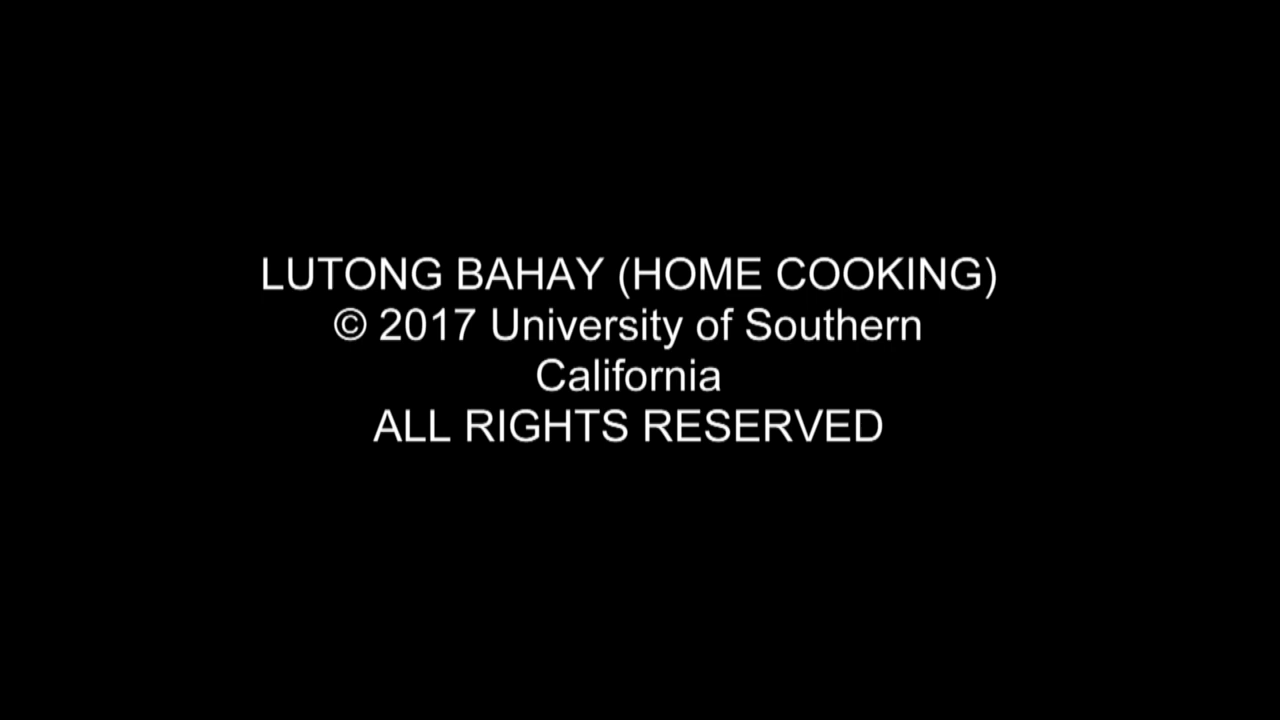 LUTONG BAHAY (HOME COOKING)
© 2017 University of Southern
California
ALL RIGHTS RESERVED